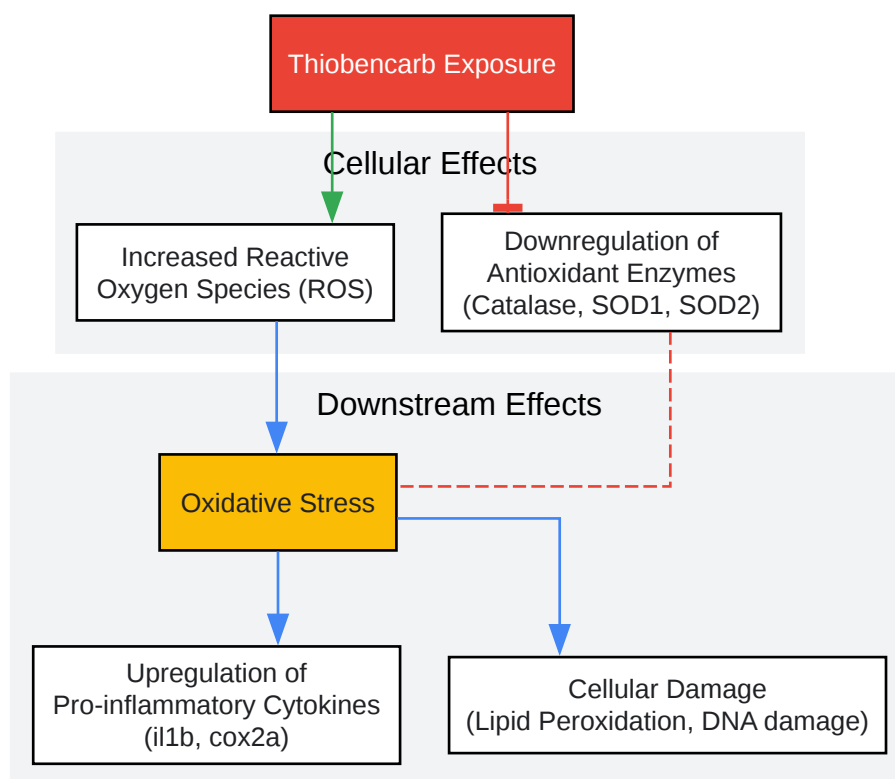 Thiobencarb Exposure
Cellular Effects
Increased Reactive
Oxygen Species (ROS)
Downregulation of
Antioxidant Enzymes
(Catalase, SOD1, SOD2)
Downstream Effects
Oxidative Stress
Upregulation of
Pro-inflammatory Cytokines
(il1b, cox2a)
Cellular Damage
(Lipid Peroxidation, DNA damage)